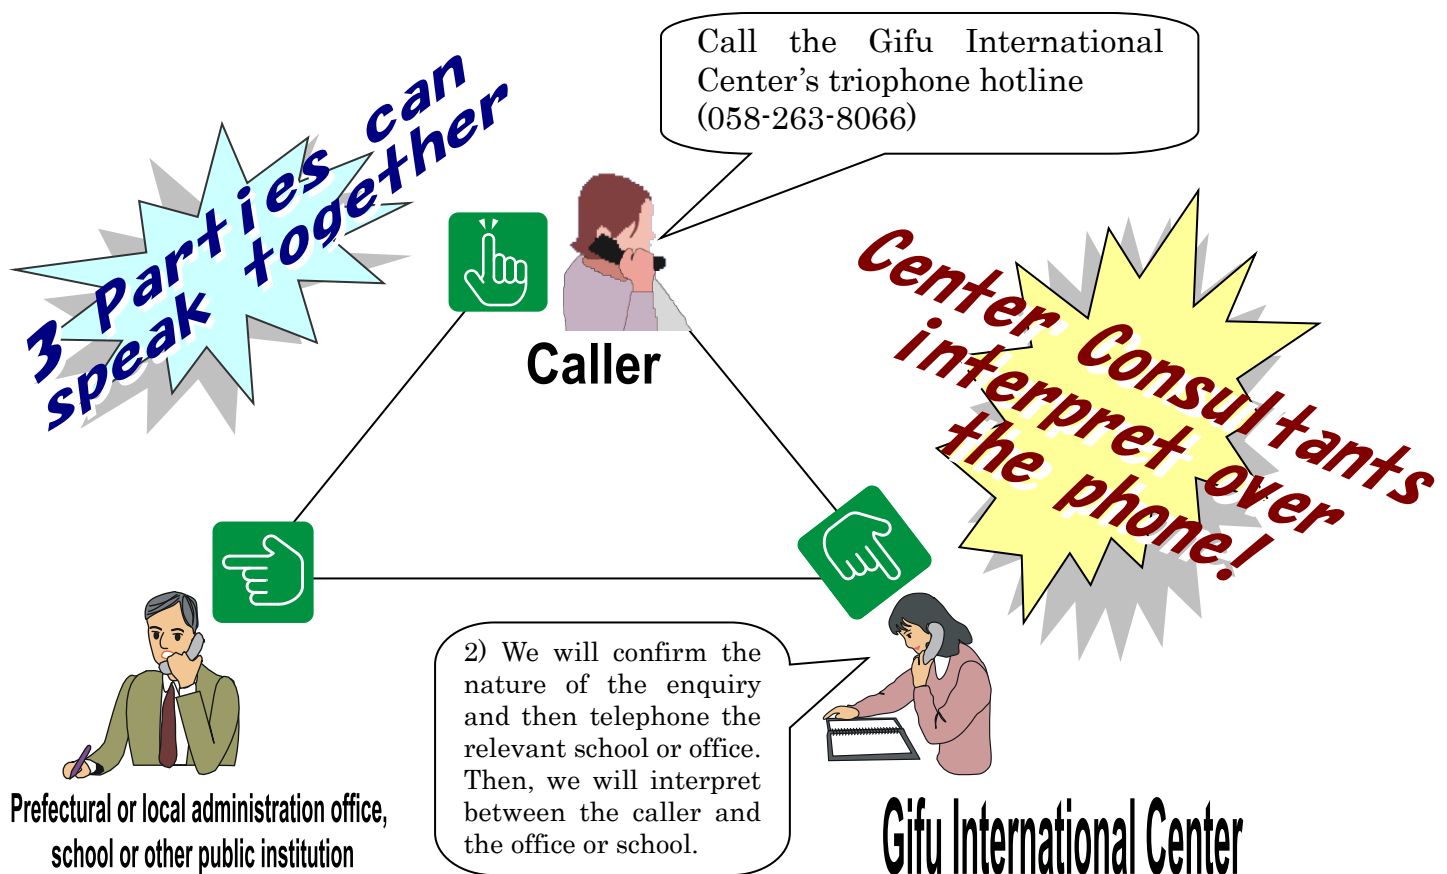 Call the Gifu International
Center’s triophone hotline
(058-263-8066)
3 Parties can
speak together
Caller
Center Consultants
interpret over
the phone!
2) We will confirm the
nature of the enquiry
and then telephone the
relevant school or office.
Then, we will interpret
between the caller and
the office or school.
Prefectural or local administration office,
school or other public institution
Gifu International Center